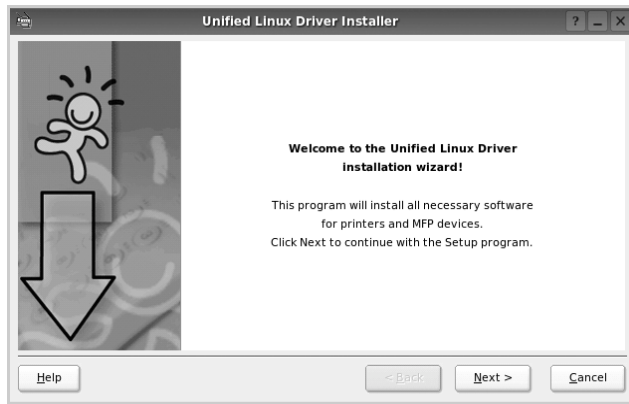 Unified Linux Driver Installer
Welcome to the Unified Linux Driver
installation wizard!
This program will install all necessary software
for printers and MFP devices.
Click Next to continue with the Setup program.
Help
< Back
Next >
Cancel